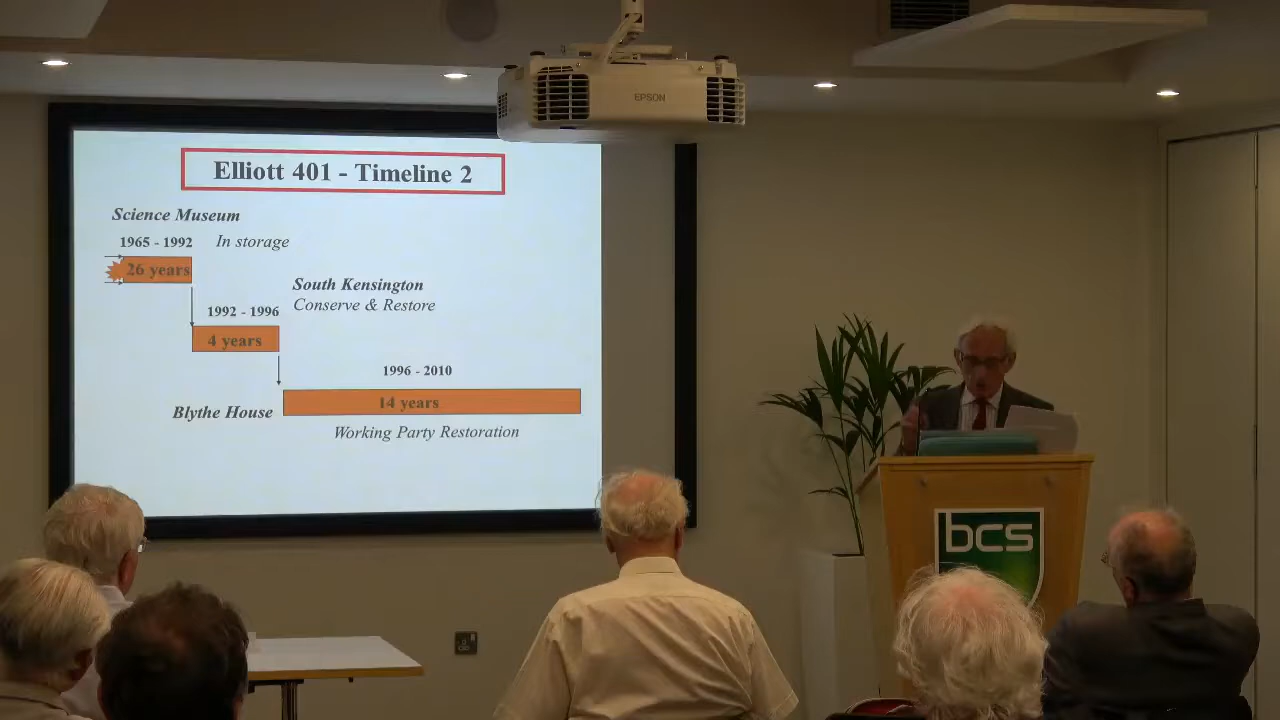 EPSON
Elliott 401 - Timeline 2
Science Museum
1965 - 1992 In storage
26 years
South Kensington
1992 - 1996 Conserve & Restore
4 years
1996 - 2010
14 years
Blythe House
Working Party Restoration
bcs